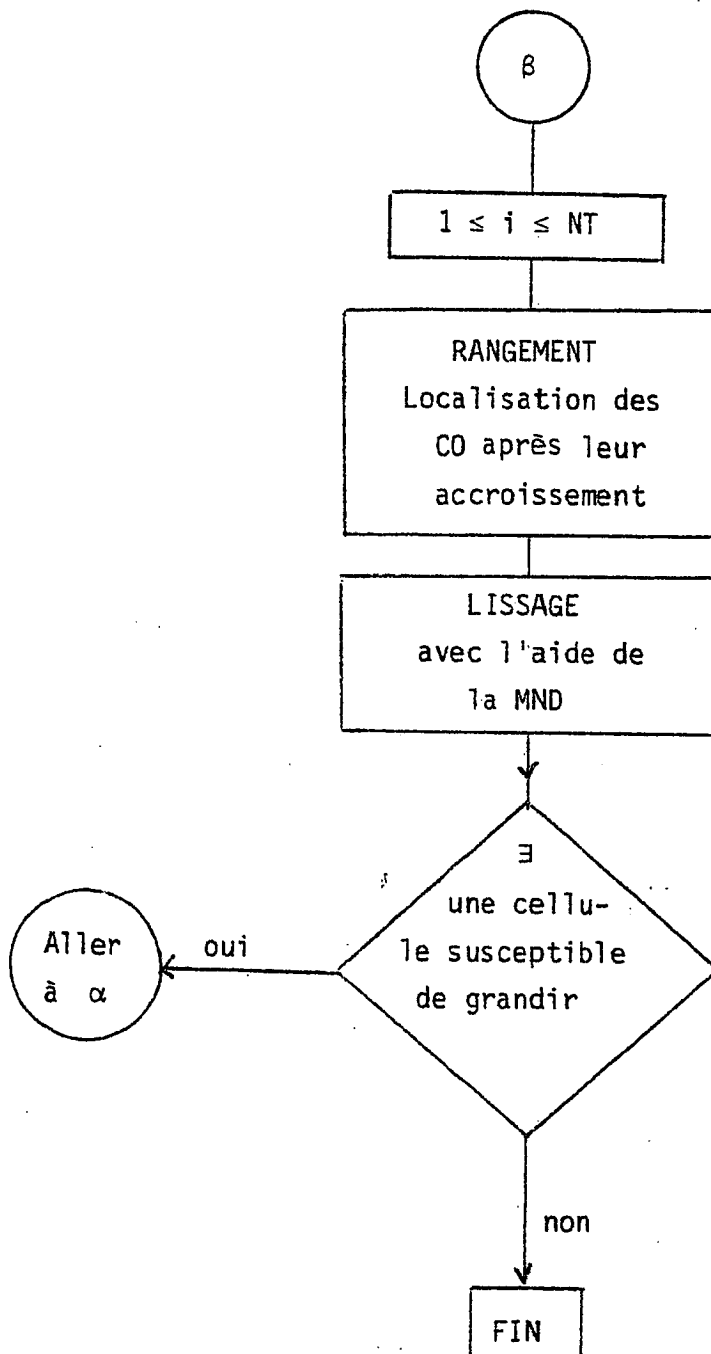 β
1 ≤ i ≤ NT
RANGEMENT
Localisation des
CO après leur
accroissement
LISSAGE
avec l'aide de
la MND
∃
une cellu-
le susceptible
de grandir
oui
Aller
à α
non
FIN